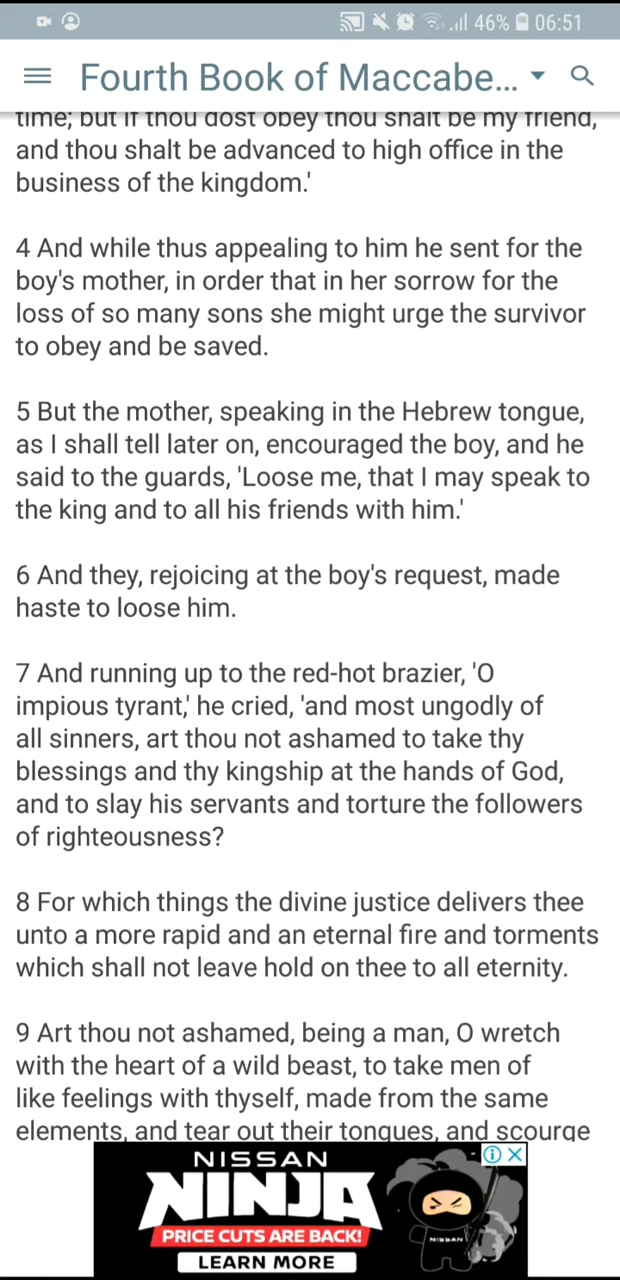 46% 06:51
Fourth Book of Maccabe...
time; but if thou dost obey thou shalt be my friend,
and thou shalt be advanced to high office in the
business of the kingdom.'
4 And while thus appealing to him he sent for the
boy's mother, in order that in her sorrow for the
loss of so many sons she might urge the survivor
to obey and be saved.
5 But the mother, speaking in the Hebrew tongue,
as I shall tell later on, encouraged the boy, and he
said to the guards, 'Loose me, that I may speak to
the king and to all his friends with him.'
6 And they, rejoicing at the boy's request, made
haste to loose him.
7 And running up to the red-hot brazier, 'O
impious tyrant,' he cried, 'and most ungodly of
all sinners, art thou not ashamed to take thy
blessings and thy kingship at the hands of God,
and to slay his servants and torture the followers
of righteousness?
8 For which things the divine justice delivers thee
unto a more rapid and an eternal fire and torments
which shall not leave hold on thee to all eternity.
9 Art thou not ashamed, being a man, O wretch
with the heart of a wild beast, to take men of
like feelings with thyself, made from the same
elements, and tear out their tongues, and scourge
NISSAN
NINJA
PRICE CUTS ARE BACK!
LEARN MORE
NISSAN